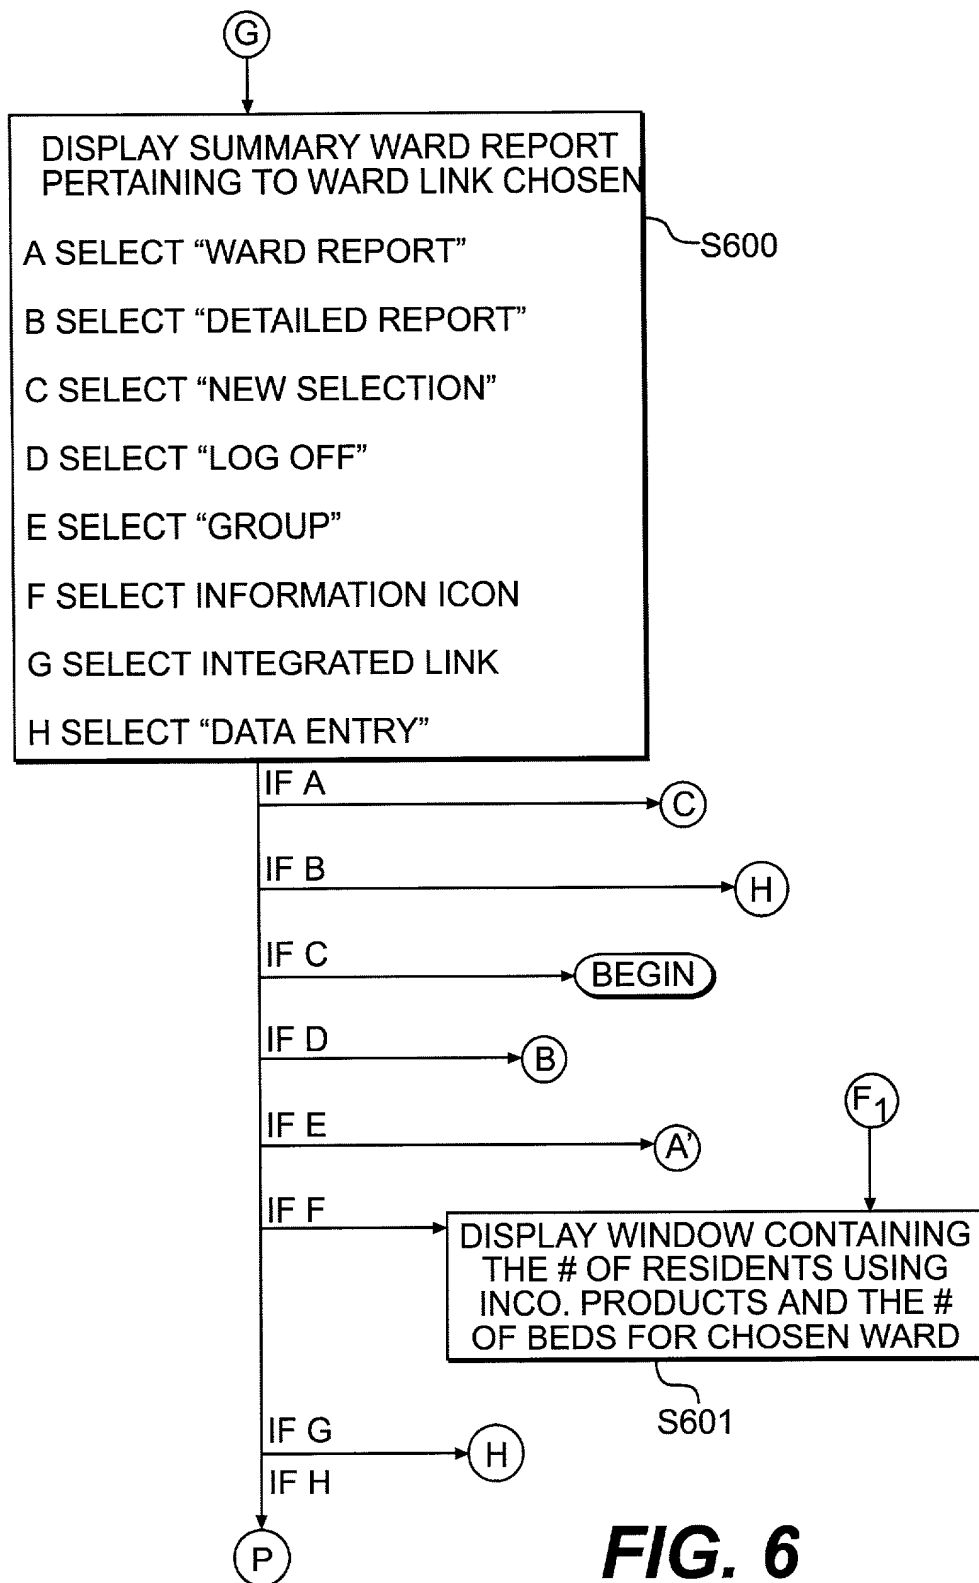 G
DISPLAY SUMMARY WARD REPORT
PERTAINING TO WARD LINK CHOSEN
S600
A SELECT “WARD REPORT”
B SELECT “DETAILED REPORT”
C SELECT “NEW SELECTION”
D SELECT “LOG OFF”
E SELECT “GROUP”
F SELECT INFORMATION ICON
G SELECT INTEGRATED LINK
H SELECT “DATA ENTRY”
IF A
C
IF B
H
IF C
BEGIN
IF D
B
IF E
A'
F1
IF F
DISPLAY WINDOW CONTAINING
THE # OF RESIDENTS USING
INCO. PRODUCTS AND THE #
OF BEDS FOR CHOSEN WARD
S601
IF G
H
IF H
P
FIG. 6